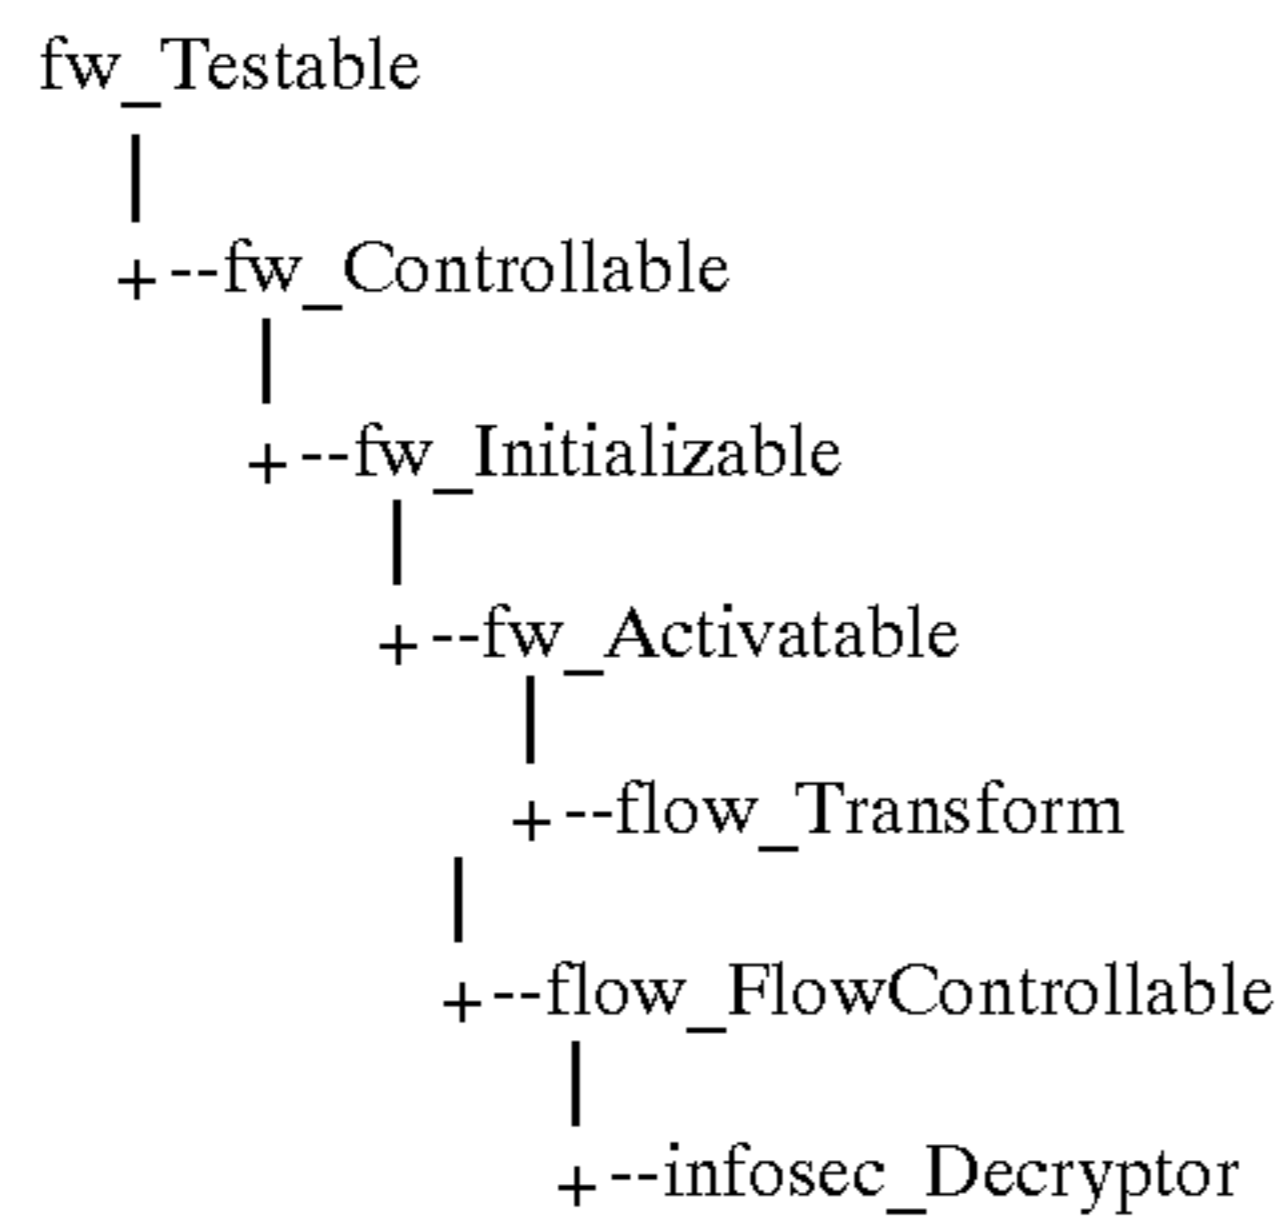 fw_Testable
|
+--fw_Controllable
|
+--fw_Initializable
|
+--fw_Activatable
|
+--flow_Transform
|
+--flow_FlowControllable
|
+--infosec_Decryptor